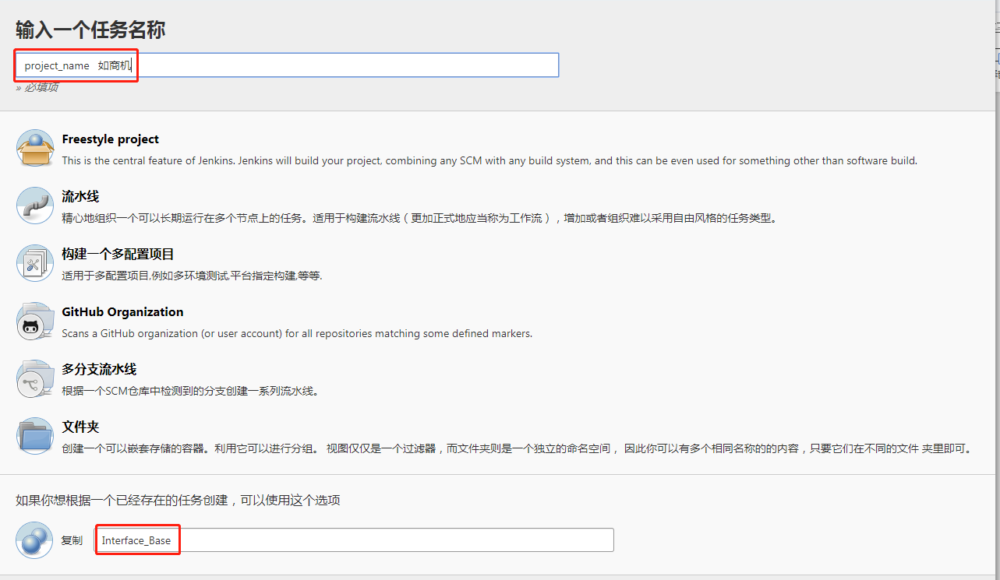 输入一个任务名称
project_name 如商机
» 必填项
Freestyle project
This is the central feature of Jenkins. Jenkins will build your project, combining any SCM with any build system, and this can be even used for something other than software build.
流水线
精心地组织一个可以长期运行在多个节点上的任务。适用于构建流水线（更加正式地应当称为工作流），增加或者组织难以采用自由风格的任务类型。
构建一个多配置项目
适用于多配置项目,例如多环境测试,平台指定构建,等等.
GitHub Organization
Scans a GitHub organization (or user account) for all repositories matching some defined markers.
多分支流水线
根据一个SCM仓库中检测到的分支创建一系列流水线。
文件夹
创建一个可以嵌套存储的容器。利用它可以进行分组。 视图仅仅是一个过滤器，而文件夹则是一个独立的命名空间， 因此你可以有多个相同名称的的内容，只要它们在不同的文件 夹里即可。
如果你想根据一个已经存在的任务创建，可以使用这个选项
复制 Interface_Base